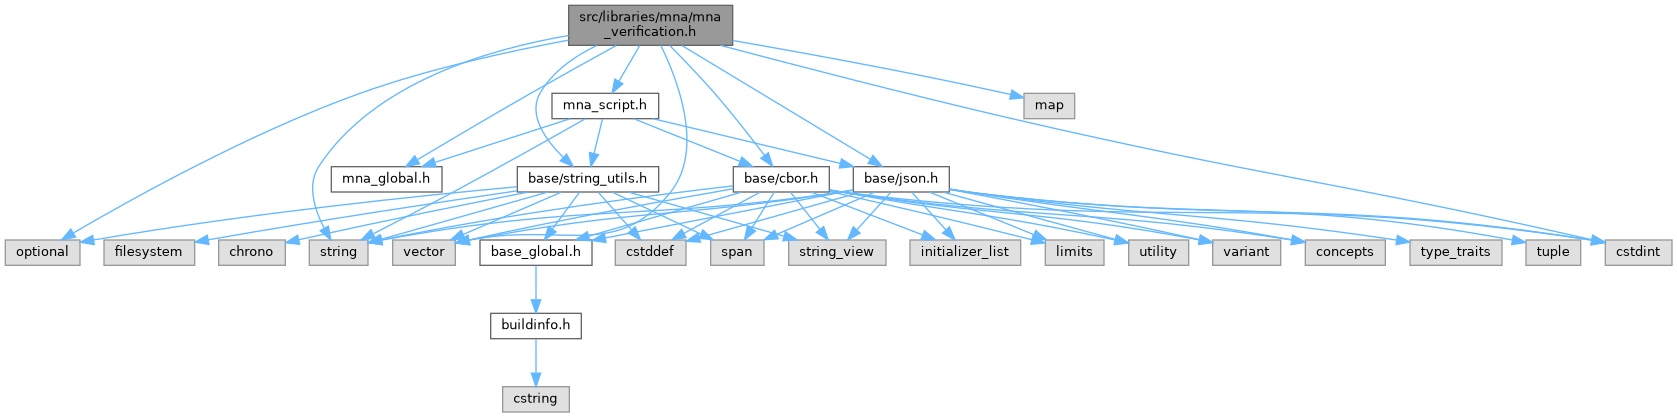 src/libraries/mna/mna
_verification.h
mna_script.h
map
mna_global.h
base/string_utils.h
base/cbor.h
base/json.h
optional
filesystem
chrono
string
vector
base_global.h
cstddef
span
string_view
initializer_list
limits
utility
variant
concepts
type_traits
tuple
cstdint
buildinfo.h
cstring